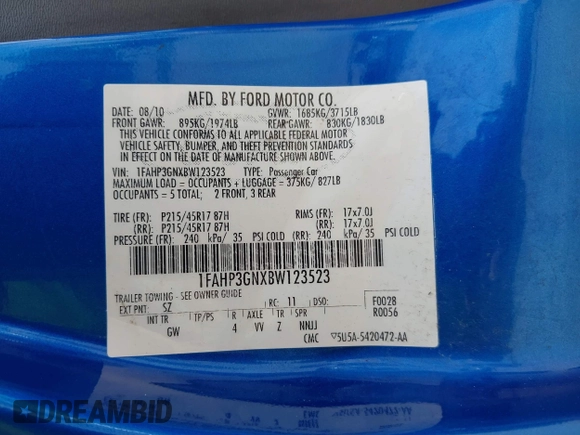 MFD. BY FORD MOTOR CO.
DATE: 08/10 GVWR: 1685KG/3715LB
FRONT GAWR: 895KG/1974LB REAR GAWR: 830KG/1830LB
THIS VEHICLE CONFORMS TO ALL APPLICABLE FEDERAL MOTOR
VEHICLE SAFETY, BUMPER, AND THEFT PREVENTION STANDARDS
IN EFFECT ON THE DATE OF MANUFACTURE SHOWN ABOVE.
VIN: 1FAHP3GNXBW123523 TYPE: Passenger Car
MAXIMUM LOAD = OCCUPANTS + LUGGAGE = 375KG/ 827LB
OCCUPANTS = 5 TOTAL; 2 FRONT, 3 REAR
TIRE (FR): P215/45R17 87H RIMS (FR): 17x7.0J
(RR): P215/45R17 87H (RR): 17x7.0J
PRESSURE (FR): 240 kPa/ 35 PSI COLD (RR): 240 kPa/ 35 PSI COLD
1FAHP3GNXBW123523
TRAILER TOWING - SEE OWNER GUIDE
EXT PNT: SZ RC: 11 DSO: F0028
R0056
INT TR TP/PS R AXLE TR SPR
GW 4 VV Z NNJJ
CMC 5U5A-5420472-AA
DREAMBID